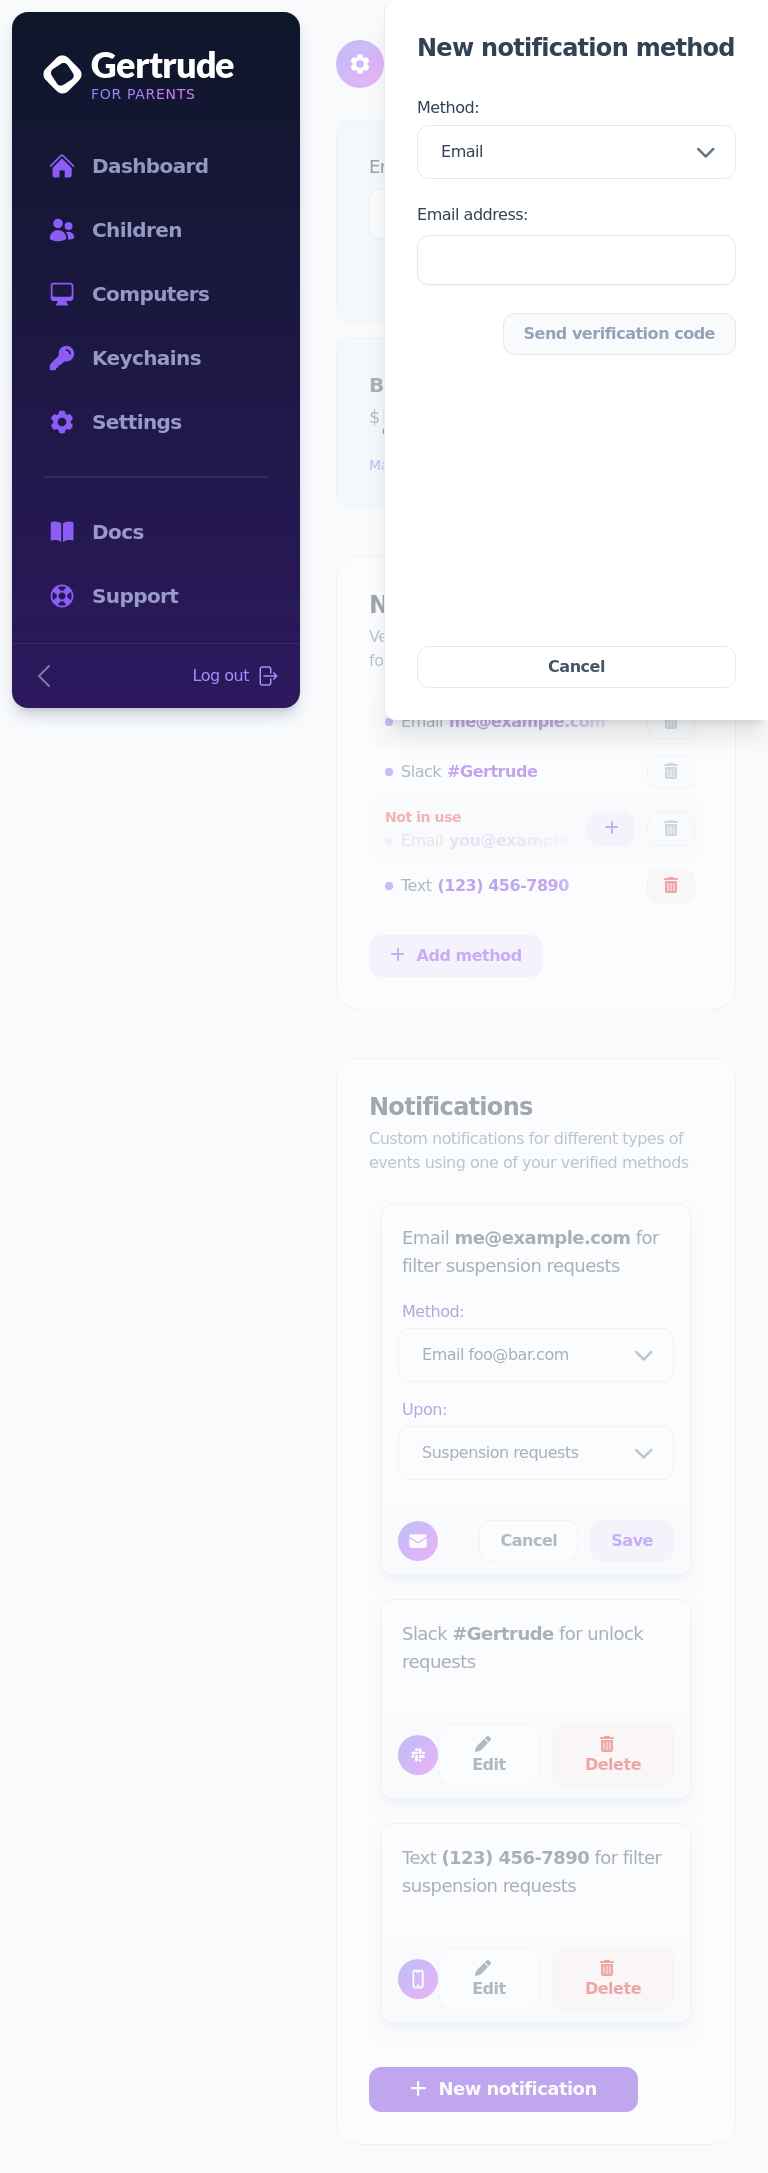 Gertrude
FOR PARENTS
Dashboard
Children
Computers
Keychains
Settings
Docs
Support
Log out
New notification method
Method:
Email
Email address:
Send verification code
Cancel
$
Email me@example.com
Slack #Gertrude
Not in use
Email you@example
Text (123) 456-7890
Add method
Notifications
Custom notifications for different types of
events using one of your verified methods
Email me@example.com for
filter suspension requests
Method:
Email foo@bar.com
Upon:
Suspension requests
Cancel
Save
Slack #Gertrude for unlock
requests
Edit
Delete
Text (123) 456-7890 for filter
suspension requests
Edit
Delete
New notification